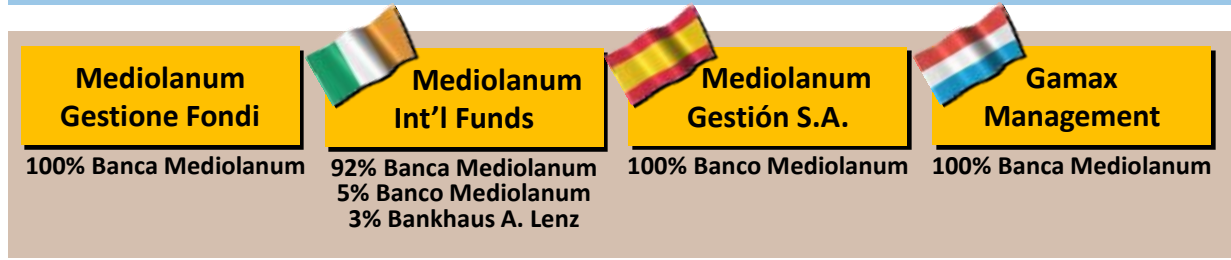 Mediolanum
Gestione Fondi
100% Banca Mediolanum
Mediolanum
Int'l Funds
92% Banca Mediolanum
5% Banco Mediolanum
3% Bankhaus A. Lenz
Mediolanum
Gestión S.A.
100% Banco Mediolanum
Gamax
Management
100% Banca Mediolanum